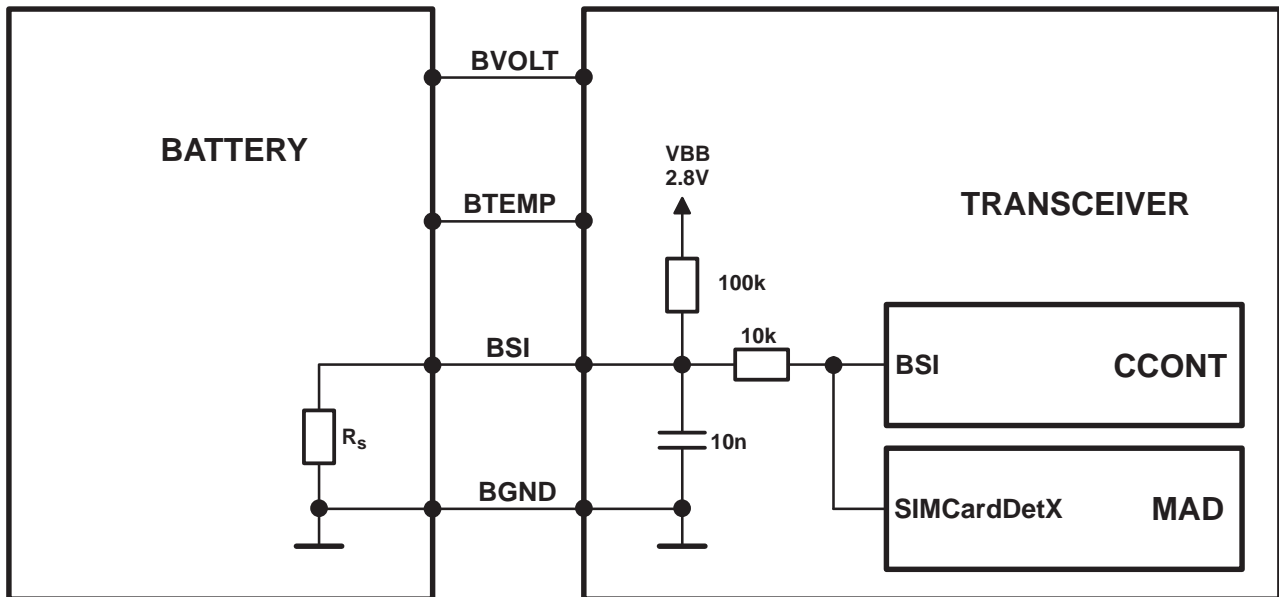 BVOLT
BATTERY
VBB
2.8V
BTEMP
TRANSCEIVER
100k
10k
BSI
BSI
CCONT
Rs
10n
BGND
SIMCardDetX
MAD